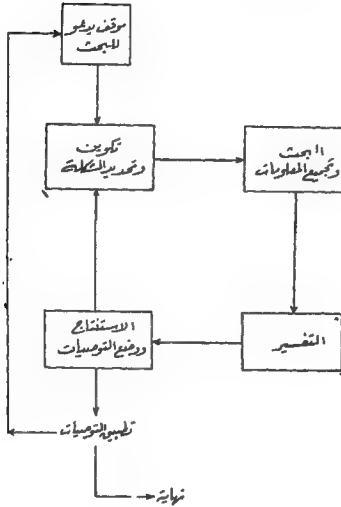 موقف يدعو
للبحث
تكوين
وتحديد المشكلة
البحث
وتجميع المعلومات
التفسير
الاستنتاج
ووضع التوصيات
تطبيق التوصيات
نهاية